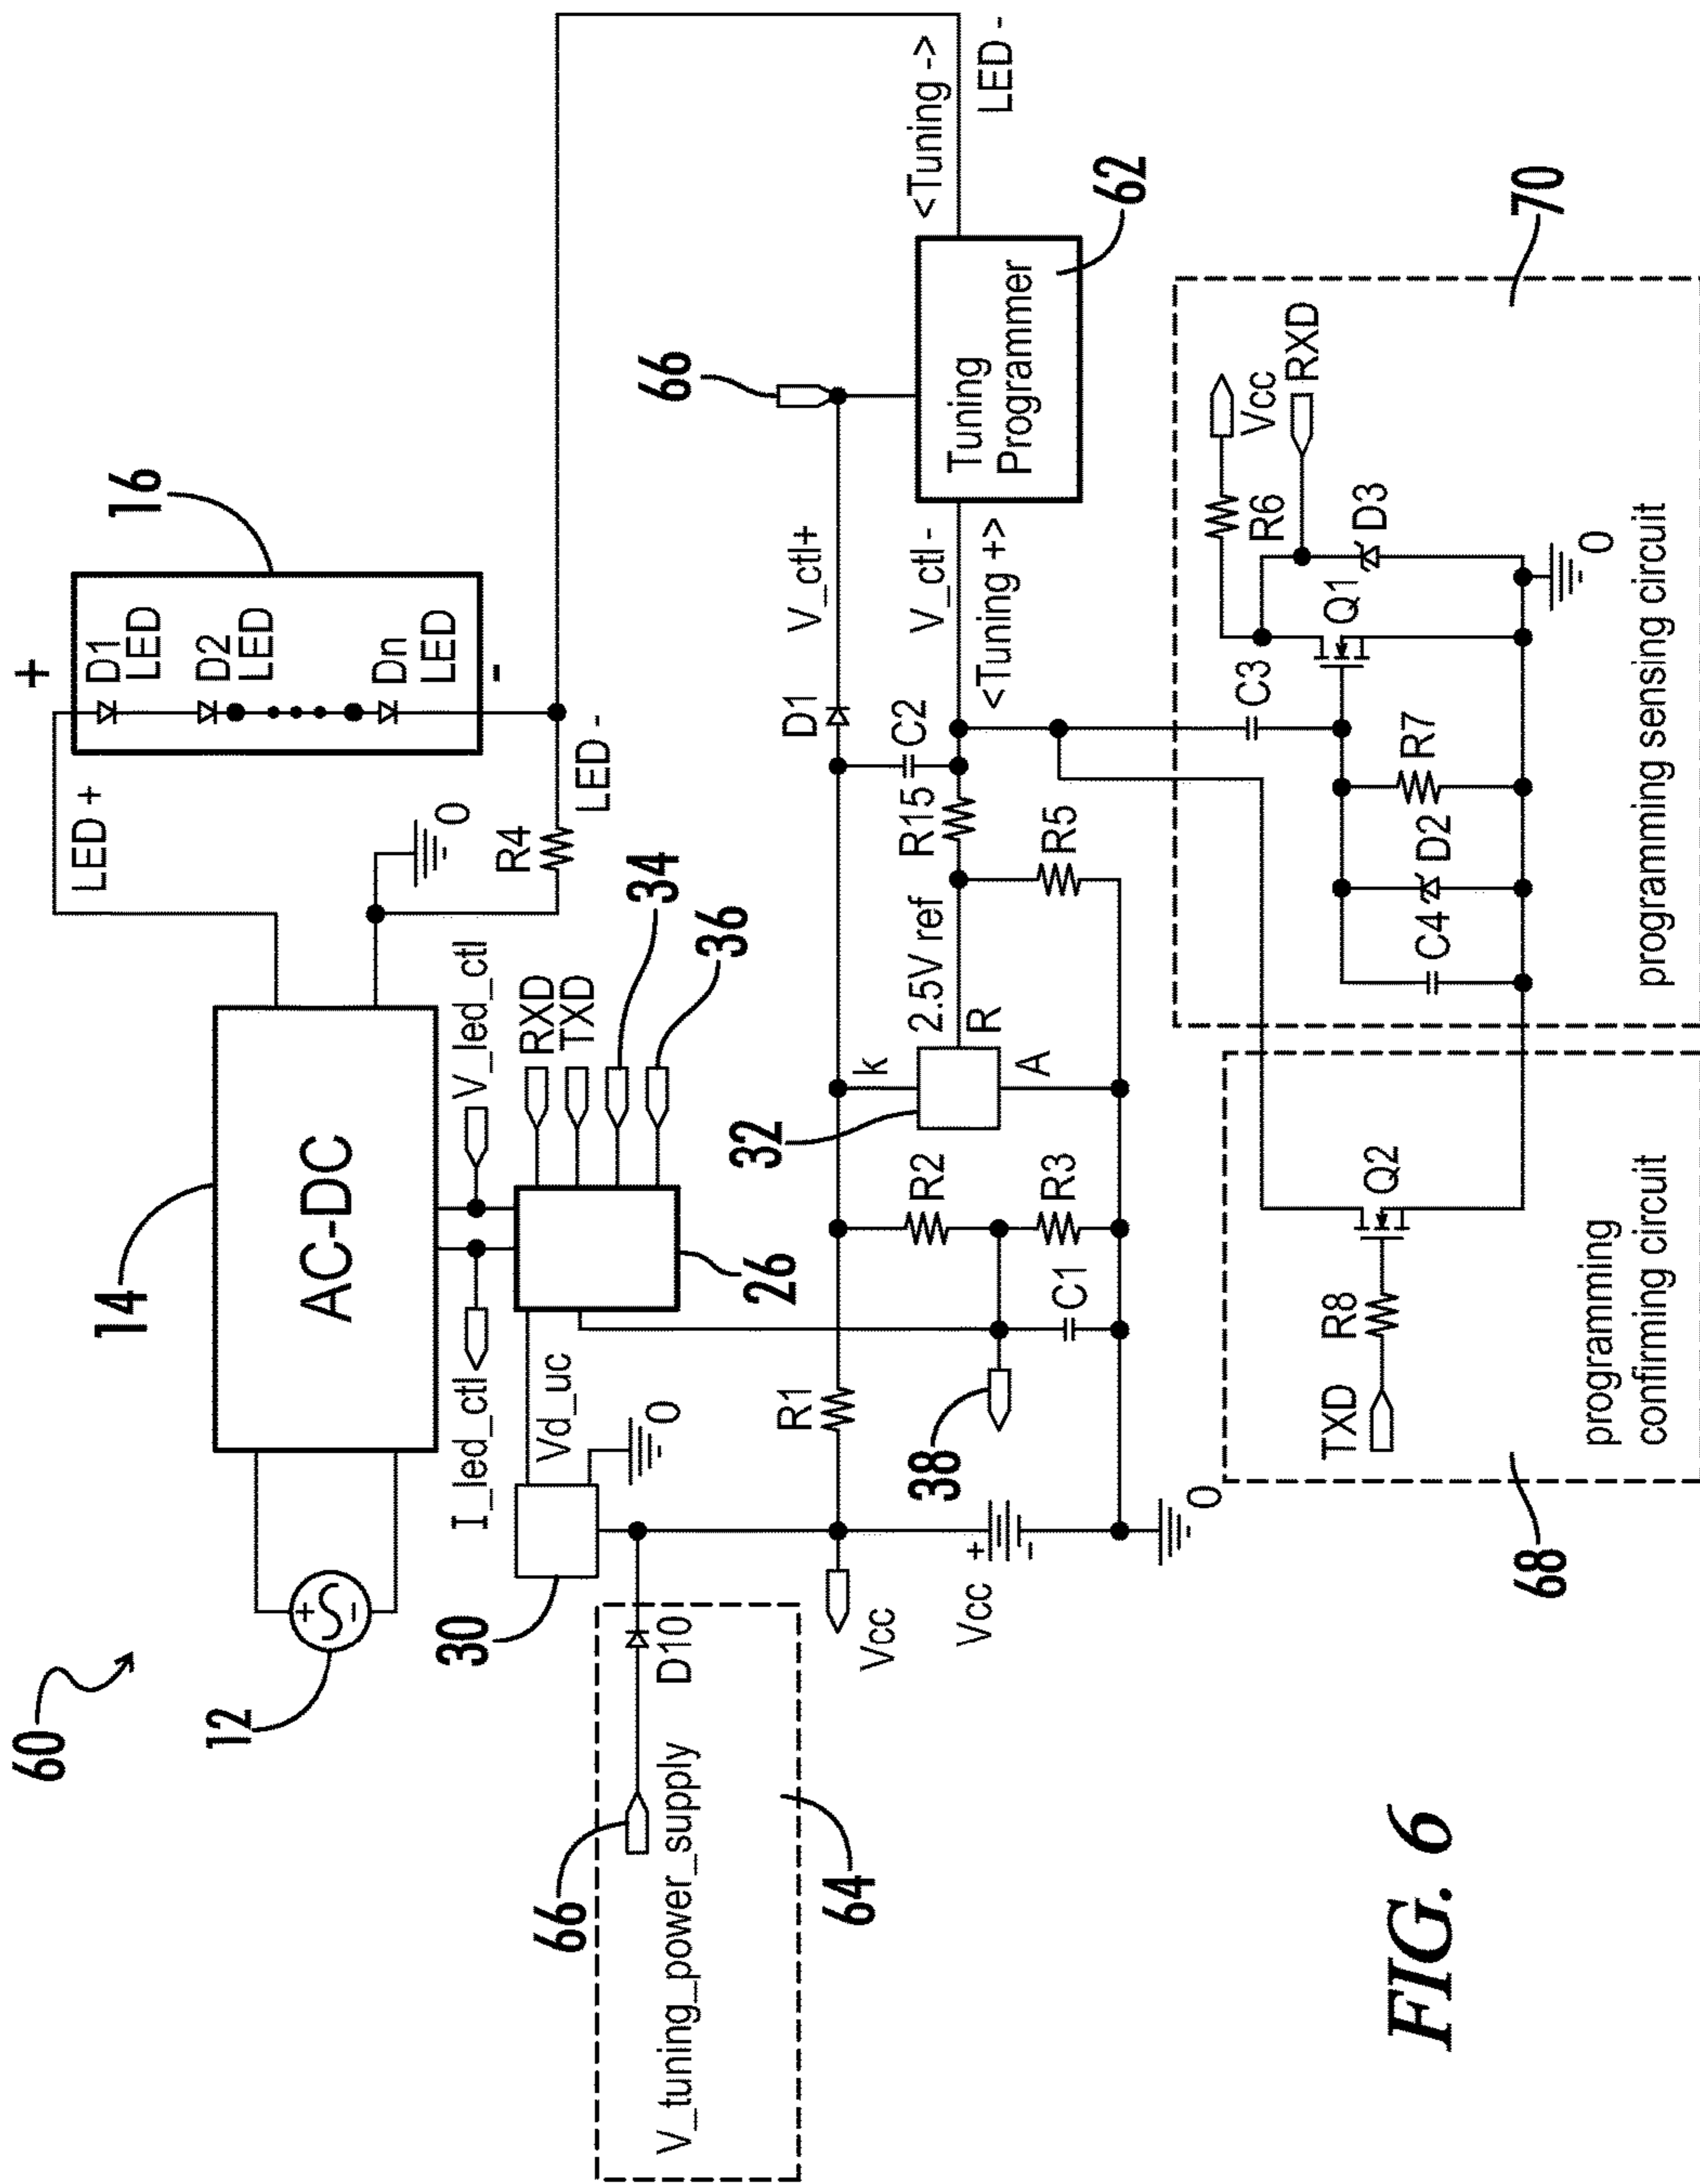 60
12
14
AC-DC
LED +
+
D1
LED
D2
LED
Dn
LED
-
16
0
R4
LED -
I_led_ctl
V_led_ctl
Vd_uc
30
0
26
RXD
TXD
34
36
66
D10
V_tuning_power_supply
64
Vcc
Vcc
+
-
0
R1
38
R2
R3
C1
32
k
R
A
2.5V ref
R15
R5
C2
D1
V_ctl+
V_ctl -
<Tuning +>
66
Tuning
Programmer
62
<Tuning ->
LED -
TXD
R8
Q2
programming
confirming circuit
68
C3
C4
D2
R7
Q1
R6
Vcc
RXD
D3
0
programming sensing circuit
70
FIG. 6